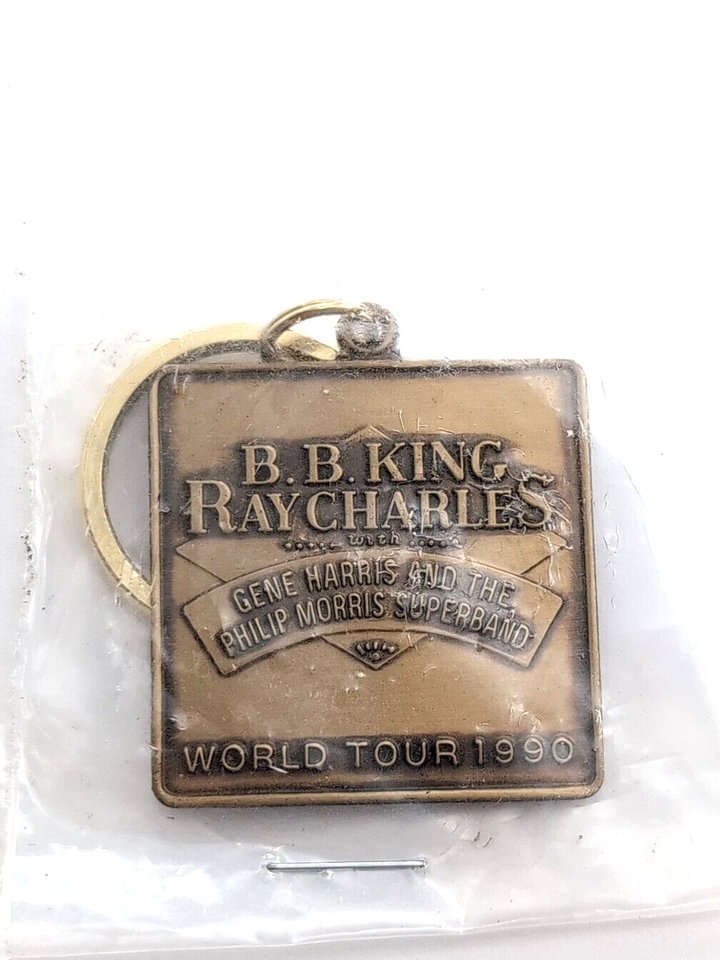 B.B. KING
RAY CHARLES
with
GENE HARRIS AND THE
PHILIP MORRIS SUPERBAND
WORLD TOUR 1990